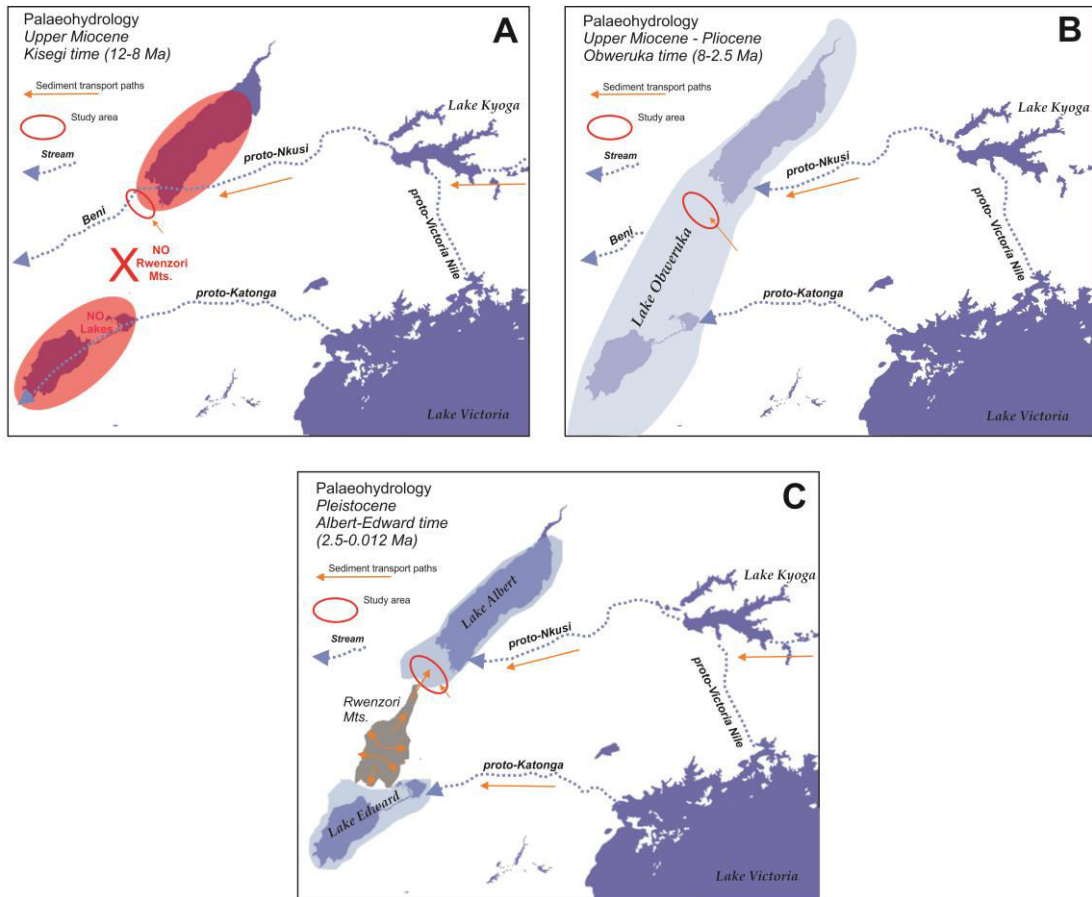 Palaeohydrology
Upper Miocene
Kisegi time (12-8 Ma)
A
Sediment transport paths
Study area
Stream
Lake Kyoga
proto-Nkusi
proto-Victoria Nile
Beni
NO
Rwenzori
Mts.
X
proto-Katonga
NO
Lakes
Lake Victoria
Palaeohydrology
Upper Miocene - Pliocene
Obweruka time (8-2.5 Ma)
B
Sediment transport paths
Study area
Stream
Lake Kyoga
proto-Nkusi
proto- Victoria Nile
Beni
Lake Obweruka
proto-Katonga
Lake Victoria
Palaeohydrology
Pleistocene
Albert-Edward time
(2.5-0.012 Ma)
C
Sediment transport paths
Study area
Stream
Lake Kyoga
Lake Albert
proto-Nkusi
proto-Victoria Nile
Rwenzori
Mts.
proto-Katonga
Lake Edward
Lake Victoria